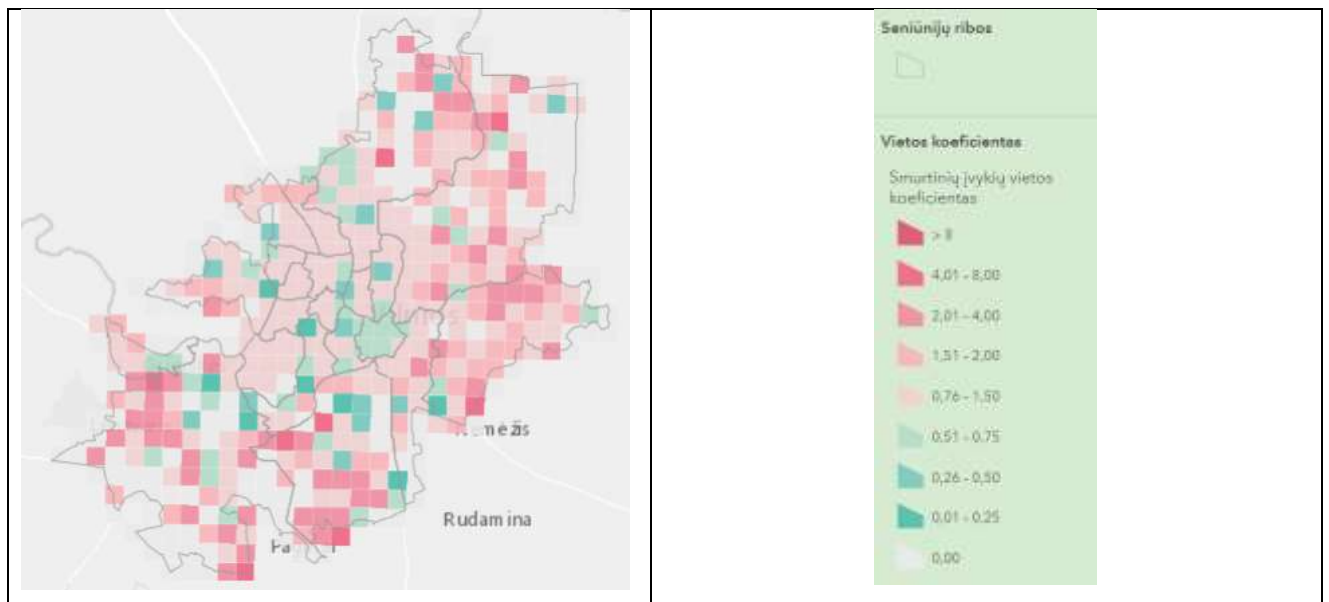 Rudamina
Seniūnijų ribos
Vietos koeficientas
Smurtinių įvykių vietos
koeficientas
> 8
4,01 - 8,00
2,01 - 4,00
1,51 - 2,00
0,76 - 1,50
0,51 - 0,75
0,26 - 0,50
0,01 - 0,25
0,00